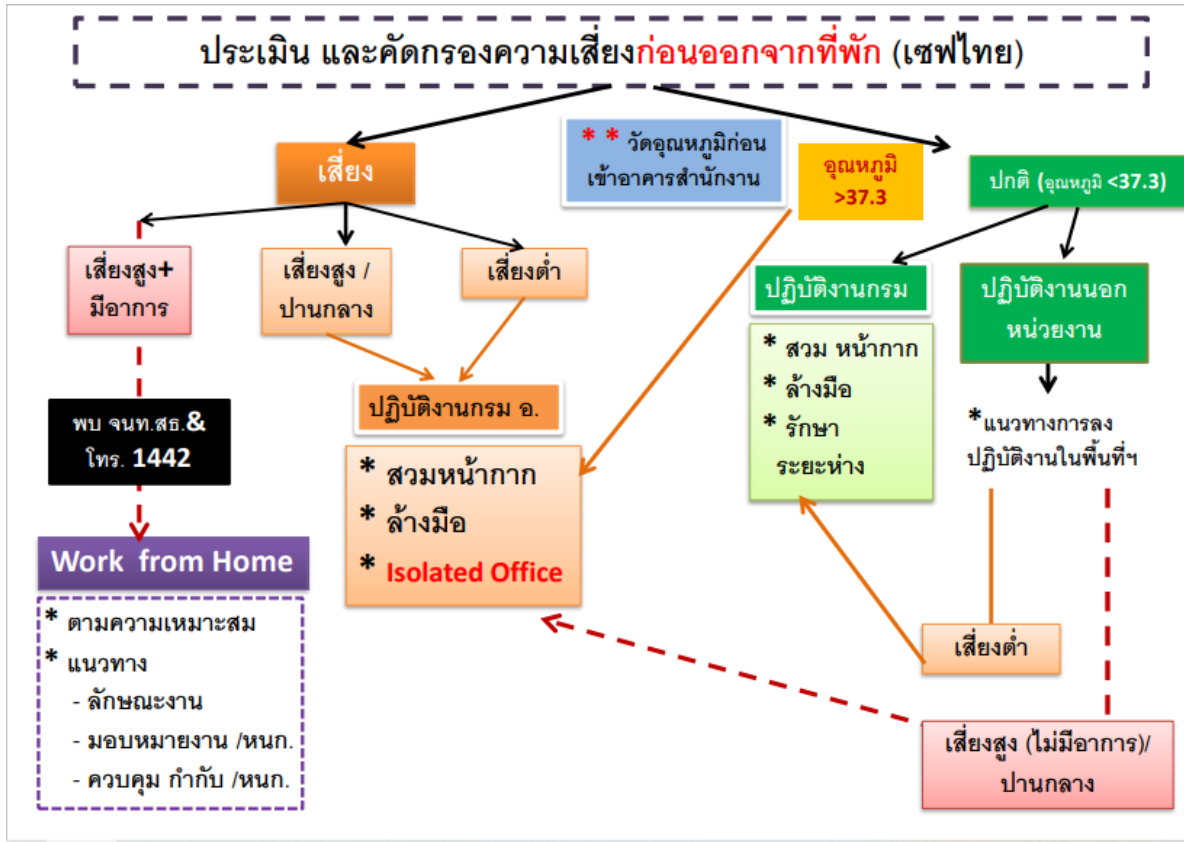 ประเมิน และคัดกรองความเสี่ยงก่อนออกจากที่พัก (เซฟไทย)
เสี่ยง
* * วัดอุณหภูมิก่อน
เข้าอาคารสำนักงาน
อุณหภูมิ
>37.3
ปกติ (อุณหภูมิ <37.3)
เสี่ยงสูง+
มีอาการ
เสี่ยงสูง /
ปานกลาง
เสี่ยงต่ำ
ปฏิบัติงานกรม
ปฏิบัติงานนอก
หน่วยงาน
พบ จนท.สธ.&
โทร. 1442
ปฏิบัติงานกรม อ.
* สวมหน้ากาก
* ล้างมือ
* Isolated Office
* สวม หน้ากาก
* ล้างมือ
* รักษา
ระยะห่าง
*แนวทางการลง
ปฏิบัติงานในพื้นที่ฯ
Work from Home
* ตามความเหมาะสม
* แนวทาง
- ลักษณะงาน
- มอบหมายงาน /หนก.
- ควบคุม กำกับ /หนก.
เสี่ยงต่ำ
เสี่ยงสูง (ไม่มีอาการ)/
ปานกลาง